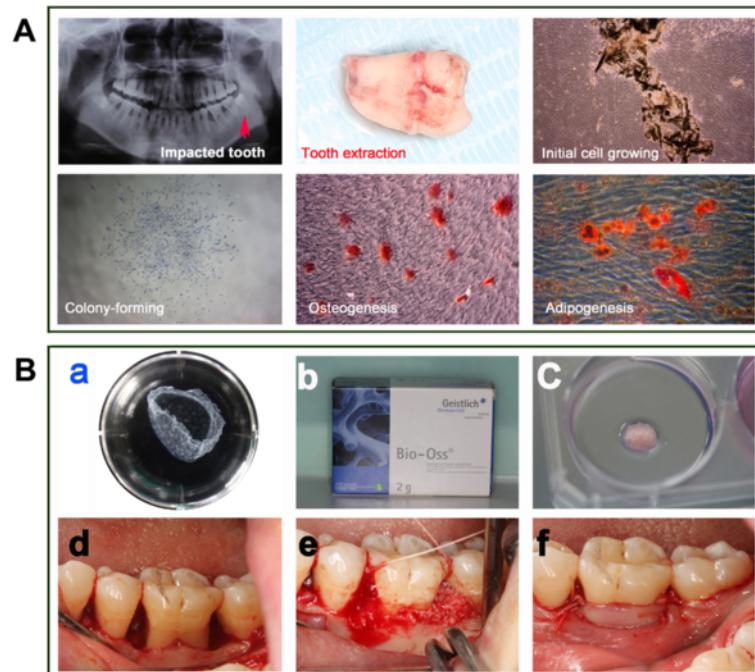 A
Impacted tooth
Tooth extraction
Initial cell growing
Colony-forming
Osteogenesis
Adipogenesis
B
a
b
Geistlich
Bio-Oss®
2 g
C
d
e
f